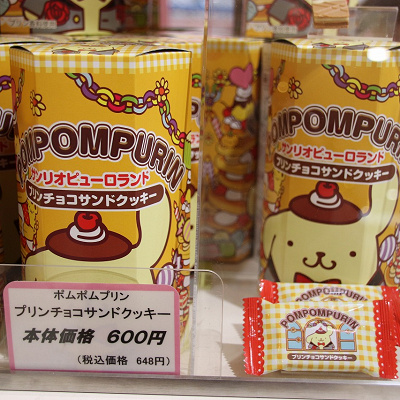 POMPOMPURIN
サンリオピューロランド
プリンチョコサンドクッキー
POMPOMPURIN
サンリオピューロランド
プリンチョコサンドクッキー
ポムポムプリン
プリンチョコサンドクッキー
本体価格 600円
(税込価格 648円)
POMPOMPURIN
プリンチョコサンドクッキー